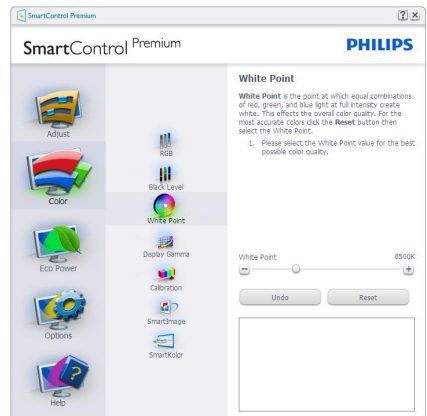 SmartControl Premium
SmartControl Premium
PHILIPS
Adjust
Color
Eco Power
Options
Help
RGB
Black Level
White Point
Display Gamma
Calibration
SmartImage
SmartKolor
White Point
White Point is the point at which equal combinations
of red, green, and blue light at full intensity create
white. This effects the overall color quality. For the
most accurate colors click the Reset button then
select the White Point.
1. Please select the White Point value for the best
possible color quality.
White Point 6500K
Undo Reset